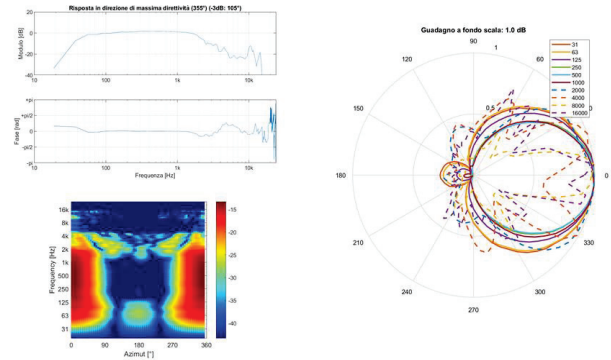 Risposta in direzione di massima direttività (355°) (-3dB: 105°)
20
0
-20
-40
Modulo [dB]
10
100
1k
10k
+pi
+pi/2
0
-pi/2
-pi
Fase [rad]
10
100
1k
10k
Frequenza [Hz]
16k
8k
4k
2k
1k
500
250
125
63
31
Frequency [Hz]
0
90
180
270
360
Azimut [°]
-15
-20
-25
-30
-35
-40
Guadagno a fondo scala: 1.0 dB
90
120
150
180
210
240
270
300
330
0
1
0.5
31
63
125
250
500
1000
2000
4000
8000
16000